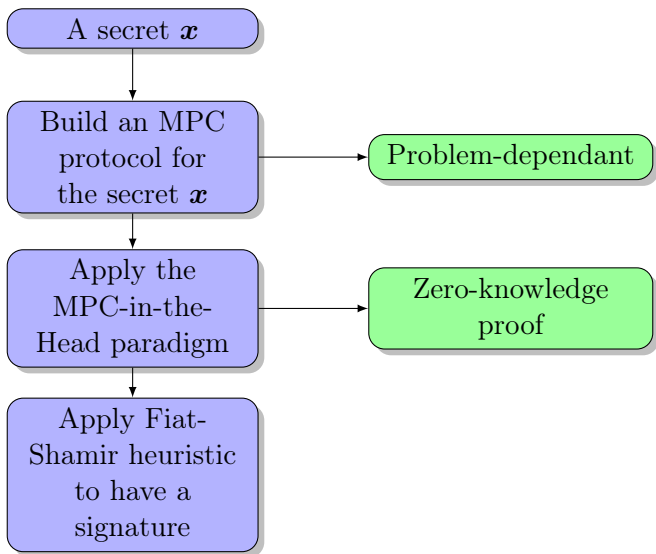 A secret x
Build an MPC
protocol for
the secret x
Problem-dependant
Apply the
MPC-in-the-
Head paradigm
Zero-knowledge
proof
Apply Fiat-
Shamir heuristic
to have a
signature